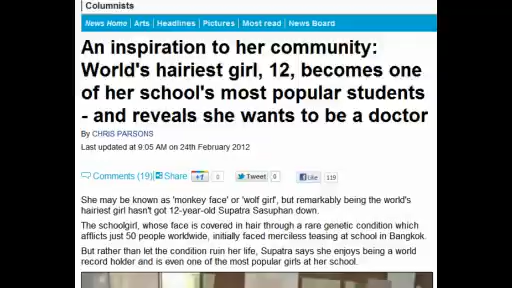 Columnists
News Home | Arts | Headlines | Pictures | Most read | News Board
An inspiration to her community:
World's hairiest girl, 12, becomes one
of her school's most popular students
- and reveals she wants to be a doctor
By CHRIS PARSONS
Last updated at 9:05 AM on 24th February 2012
Comments (19) Share +1 0 Tweet 0 Like 119
She may be known as 'monkey face' or 'wolf girl', but remarkably being the world's
hairiest girl hasn't got 12-year-old Supatra Sasuphan down.
The schoolgirl, whose face is covered in hair through a rare genetic condition which
afflicts just 50 people worldwide, initially faced merciless teasing at school in Bangkok.
But rather than let the condition ruin her life, Supatra says she enjoys being a world
record holder and is even one of the most popular girls at her school.